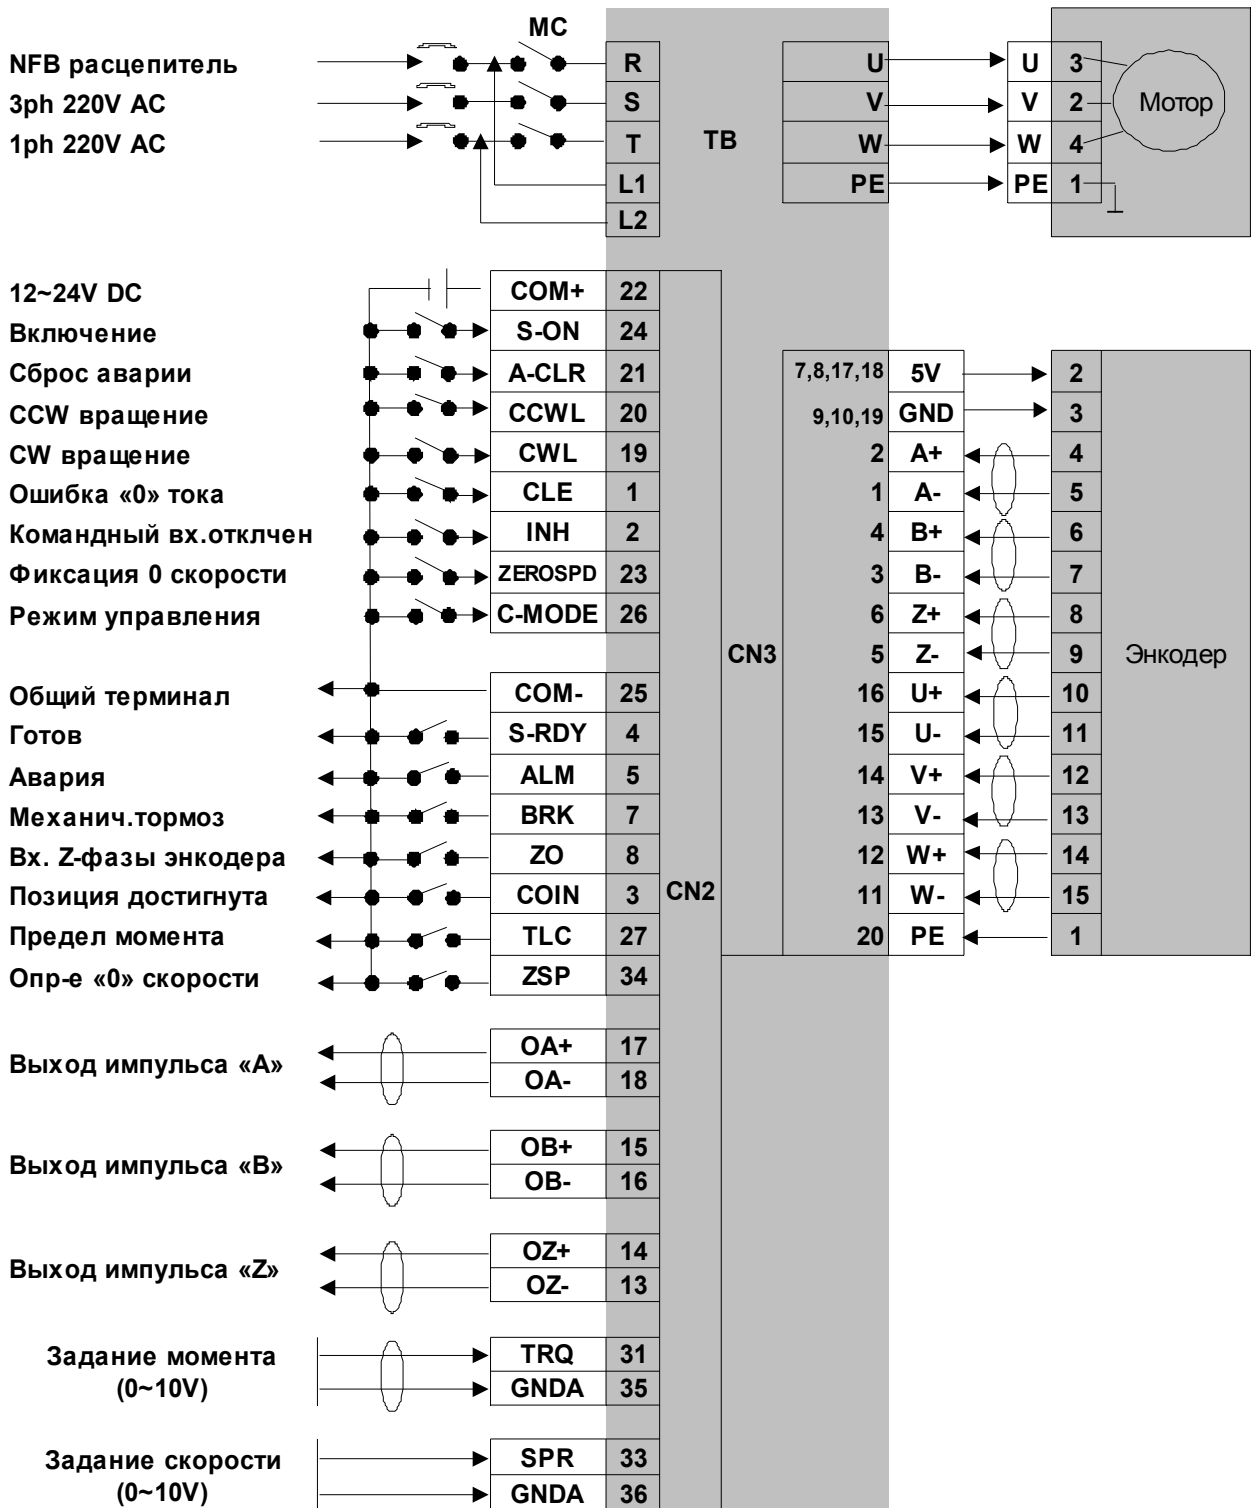 MC
NFB расцепитель R U U 3
3ph 220V AC S V V 2 Мотор
1ph 220V AC T TB W W 4
L1 PE PE 1
L2
12~24V DC COM+ 22
Включение S-ON 24
Сброс аварии A-CLR 21 7,8,17,18 5V 2
CCW вращение CCWL 20 9,10,19 GND 3
CW вращение CWL 19 2 A+ 4
Ошибка «0» тока CLE 1 1 A- 5
Командный вх.отклчен INH 2 4 B+ 6
Фиксация 0 скорости ZEROSPD 23 3 B- 7
Режим управления C-MODE 26 6 Z+ 8
CN3 5 Z- 9 Энкодер
Общий терминал COM- 25 16 U+ 10
Готов S-RDY 4 15 U- 11
Авария ALM 5 14 V+ 12
Механич.тормоз BRK 7 13 V- 13
Вх. Z-фазы энкодера ZO 8 12 W+ 14
Позиция достигнута COIN 3 CN2 11 W- 15
Предел момента TLC 27 20 PE 1
Опр-е «0» скорости ZSP 34
Выход импульса «A» OA+ 17
OA- 18
Выход импульса «B» OB+ 15
OB- 16
Выход импульса «Z» OZ+ 14
OZ- 13
Задание момента TRQ 31
(0~10V) GNDA 35
Задание скорости SPR 33
(0~10V) GNDA 36